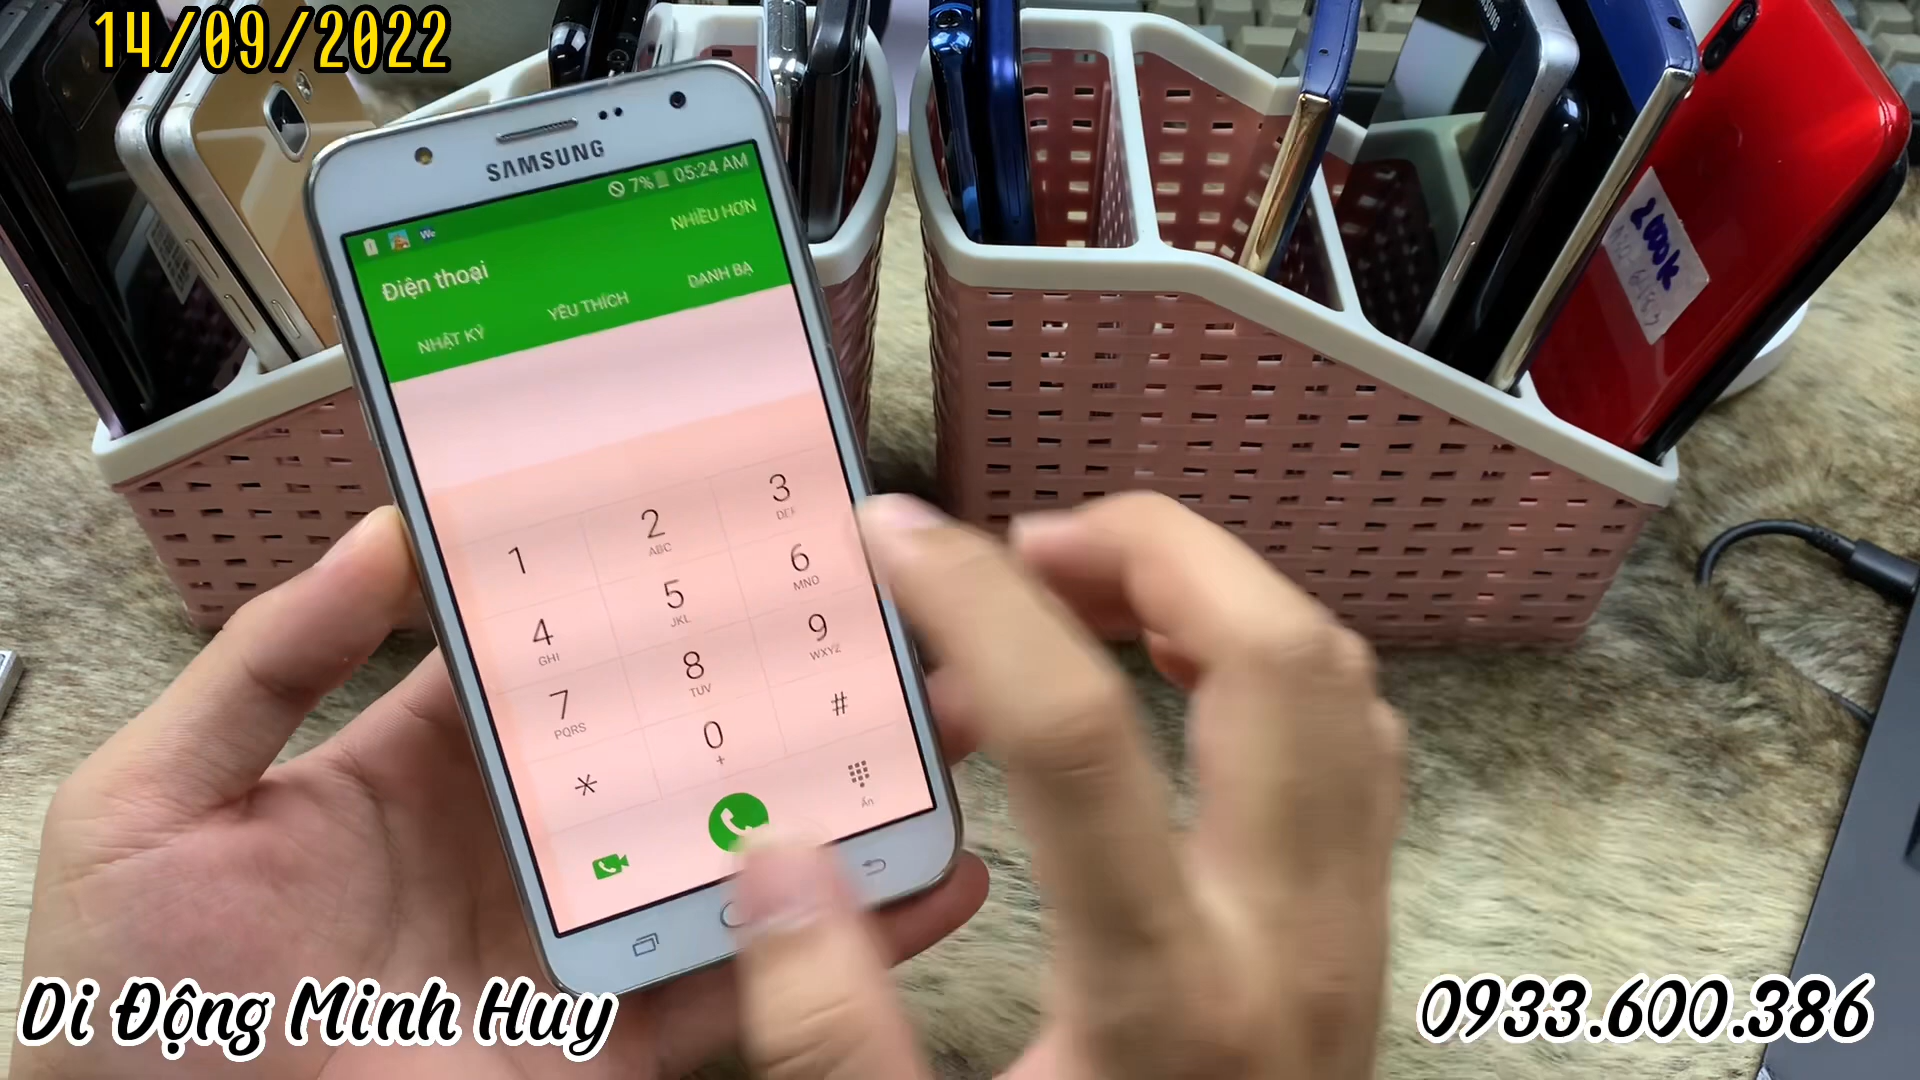 14/09/2022
SAMSUNG
SAMSUNG
7% 05:24 AM
NHIỀU HƠN
Điện thoại
NHẬT KÝ
YÊU THÍCH
DANH BẠ
1
2
ABC
3
DEF
4
GHI
5
JKL
6
MNO
7
PQRS
8
TUV
9
WXYZ
*
0
+
#
Ẩn
2000k
Di Động Minh Huy
0933.600.386